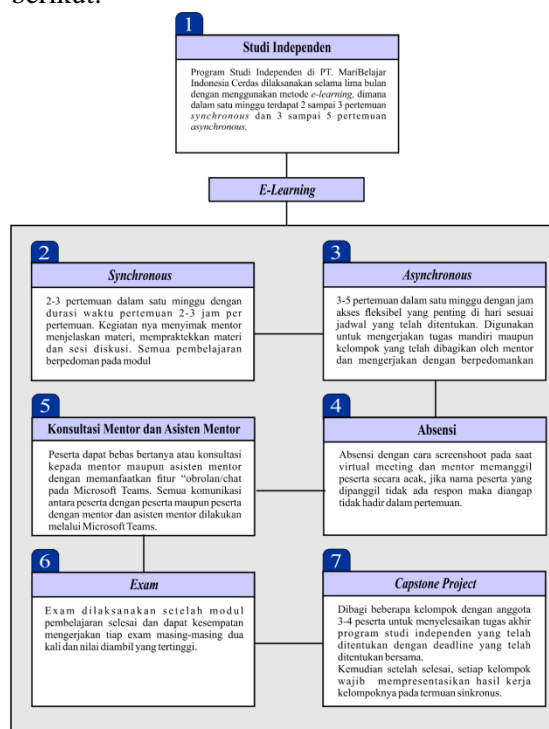 berikut.
1
Studi Independen
Program Studi Independen di PT. MariBelajar
Indonesia Cerdas dilaksanakan selama lima bulan
dengan menggunakan metode e-learning, dimana
dalam satu minggu terdapat 2 sampai 3 pertemuan
synchronous dan 3 sampai 5 pertemuan
asynchronous.
E-Learning
2
Synchronous
2-3 pertemuan dalam satu minggu dengan
durasi waktu pertemuan 2-3 jam per
pertemuan. Kegiatan nya menyimak mentor
menjelaskan materi, mempraktekkan materi
dan sesi diskusi. Semua pembelajaran
berpedoman pada modul
3
Asynchronous
3-5 pertemuan dalam satu minggu dengan jam
akses fleksibel yang penting di hari sesuai
jadwal yang telah ditentukan. Digunakan
untuk mengerjakan tugas mandiri maupun
kelompok yang telah dibagikan oleh mentor
dan mengerjakan dengan berpedomankan
5
Konsultasi Mentor dan Asisten Mentor
Peserta dapat bebas bertanya atau konsultasi
kepada mentor maupun asisten mentor
dengan memanfaatkan fitur “obrolan/chat
pada Microsoft Teams. Semua komunikasi
antara peserta dengan peserta maupun peserta
dengan mentor dan asisten mentor dilakukan
melalui Microsoft Teams.
4
Absensi
Absensi dengan cara screenshoot pada saat
virtual meeting dan mentor memanggil
peserta secara acak, jika nama peserta yang
dipanggil tidak ada respon maka diangap
tidak hadir dalam pertemuan.
6
Exam
Exam dilaksanakan setelah modul
pembelajaran selesai dan dapat kesempatan
mengerjakan tiap exam masing-masing dua
kali dan nilai diambil yang tertinggi.
7
Capstone Project
Dibagi beberapa kelompok dengan anggota
3-4 peserta untuk menyelesaikan tugas akhir
program studi independen yang telah
ditentukan dengan deadline yang telah
ditentukan bersama.
Kemudian setelah selesai, setiap kelompok
wajib mempresentasikan hasil kerja
kelompoknya pada termuan sinkronus.